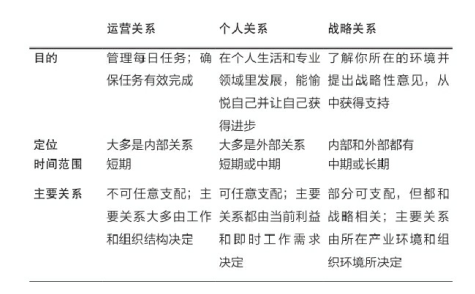 运营关系 个人关系 战略关系
目的 管理每日任务；确 在个人生活和专业 了解你所在的环境并
保任务有效完成 领域里发展，能愉 提出战略性意见，从
悦自己并让自己获 中获得支持
得进步
定位 大多是内部关系 大多是外部关系 内部和外部都有
时间范围 短期 短期或中期 中期或长期
主要关系 不可任意支配；主 可任意支配；主要 部分可支配，但都和
要关系大多由工作 关系都由当前利益 战略相关；主要关系
和组织结构决定 和即时工作需求 由所在产业环境和组
决定 织环境所决定